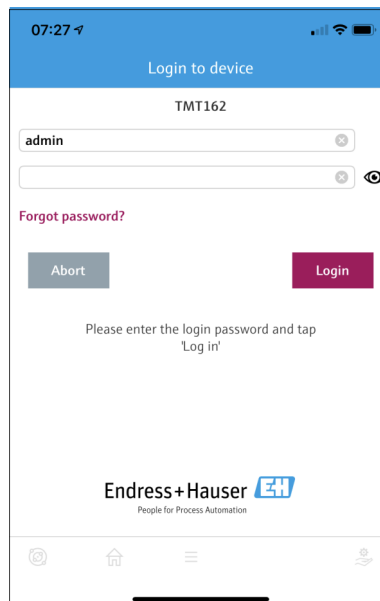 07:27
Login to device
TMT162
admin
Forgot password?
Abort
Login
Please enter the login password and tap
'Log in'
Endress+Hauser EH
People for Process Automation